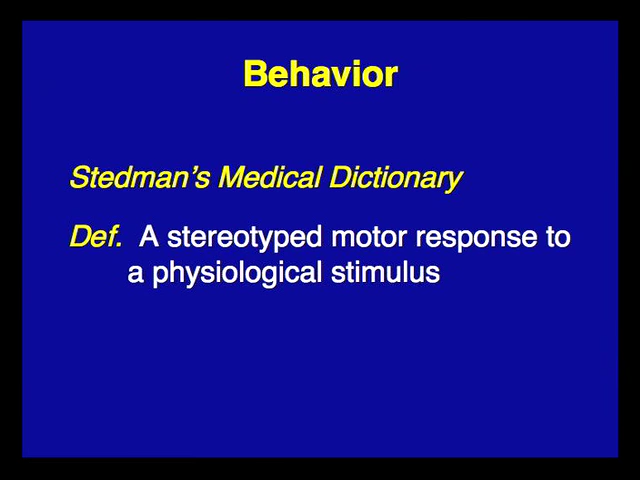 Behavior
Stedman's Medical Dictionary
Def. A stereotyped motor response to
a physiological stimulus